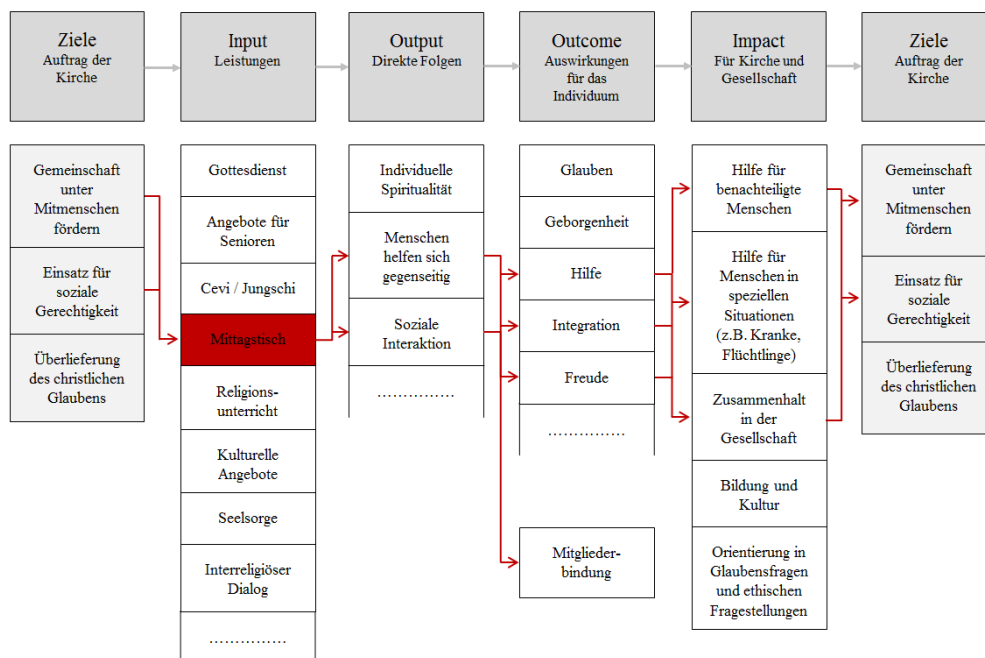 Ziele
Auftrag der
Kirche
Input
Leistungen
Output
Direkte Folgen
Outcome
Auswirkungen
für das
Individuum
Impact
Für Kirche und
Gesellschaft
Ziele
Auftrag der
Kirche
Gemeinschaft
unter
Mitmenschen
fördern
Einsatz für
soziale
Gerechtigkeit
Überlieferung
des christlichen
Glaubens
Gottesdienst
Angebote für
Senioren
Cevi / Jungschi
Mittagstisch
Religions-
unterricht
Kulturelle
Angebote
Seelsorge
Interreligiöser
Dialog
………………
Individuelle
Spiritualität
Menschen
helfen sich
gegenseitig
Soziale
Interaktion
……………
Glauben
Geborgenheit
Hilfe
Integration
Freude
……………
Mitglieder-
bindung
Hilfe für
benachteiligte
Menschen
Hilfe für
Menschen in
speziellen
Situationen
(z.B. Kranke,
Flüchtlinge)
Zusammenhalt
in der
Gesellschaft
Bildung und
Kultur
Orientierung in
Glaubensfragen
und ethischen
Fragestellungen
Gemeinschaft
unter
Mitmenschen
fördern
Einsatz für
soziale
Gerechtigkeit
Überlieferung
des christlichen
Glaubens